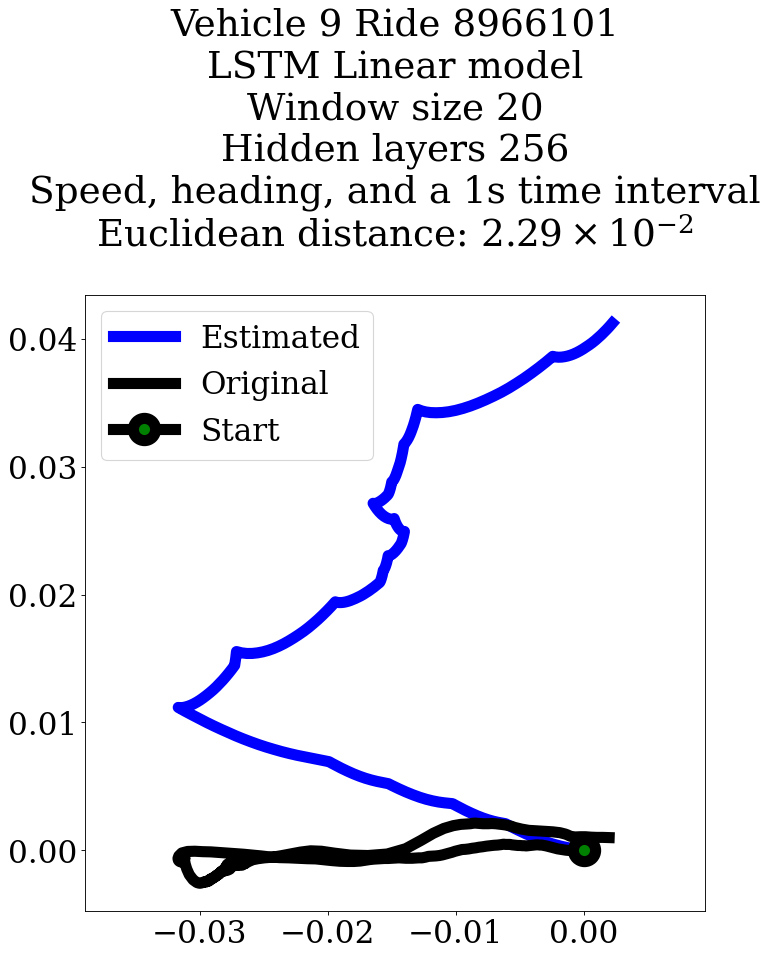 Vehicle 9 Ride 8966101
LSTM Linear model
Window size 20
Hidden layers 256
Speed, heading, and a 1s time interval
Euclidean distance: 2.29 × 10⁻²
Estimated
Original
Start
0.04
0.03
0.02
0.01
0.00
−0.03 −0.02 −0.01 0.00